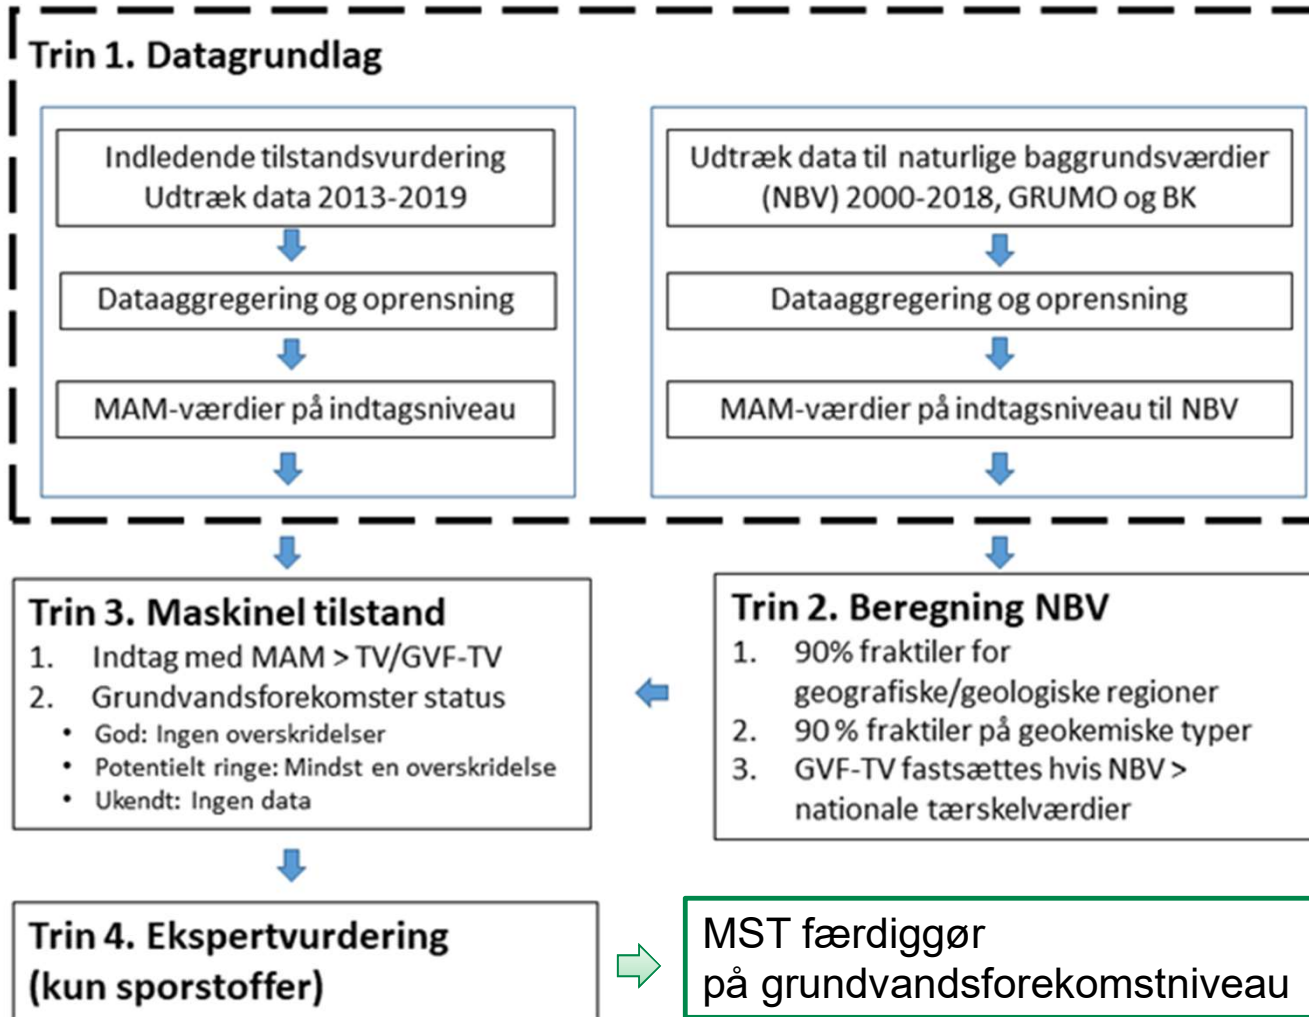 Trin 1. Datagrundlag
Indledende tilstandsvurdering
Udtræk data 2013-2019
Dataaggregering og oprensning
MAM-værdier på indtagsniveau
Udtræk data til naturlige baggrundsværdier
(NBV) 2000-2018, GRUMO og BK
Dataaggregering og oprensning
MAM-værdier på indtagsniveau til NBV
Trin 3. Maskinel tilstand
1. Indtag med MAM > TV/GVF-TV
2. Grundvandsforekomster status
• God: Ingen overskridelser
• Potentielt ringe: Mindst en overskridelse
• Ukendt: Ingen data
Trin 2. Beregning NBV
1. 90% fraktiler for
geografiske/geologiske regioner
2. 90 % fraktiler på geokemiske typer
3. GVF-TV fastsættes hvis NBV >
nationale tærskelværdier
Trin 4. Ekspertvurdering
(kun sporstoffer)
MST færdiggør
på grundvandsforekomstniveau